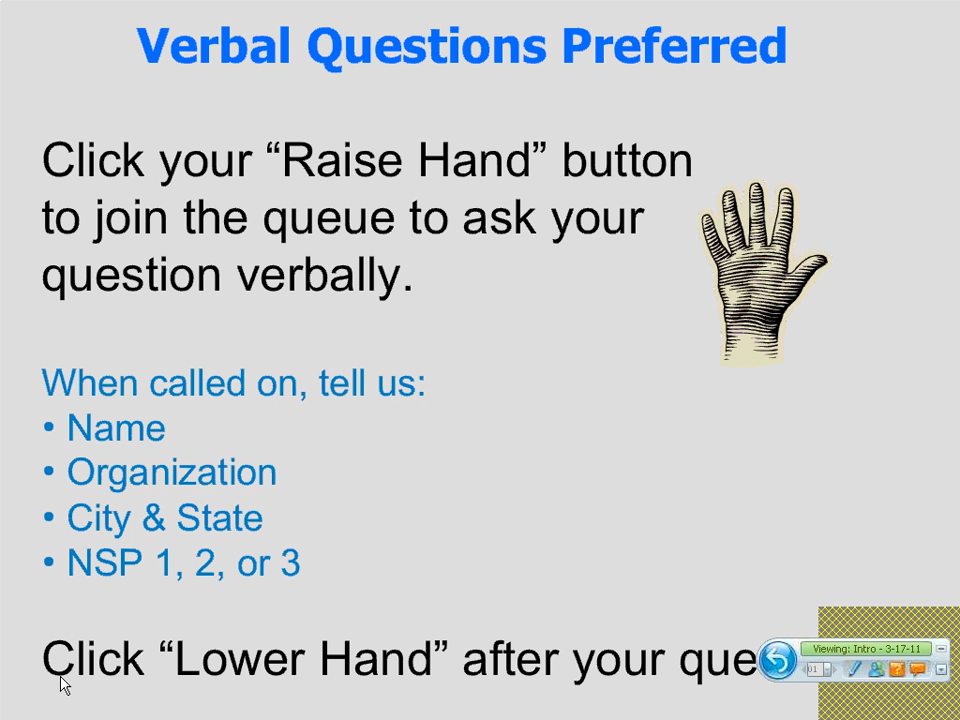 Verbal Questions Preferred
Click your “Raise Hand” button
to join the queue to ask your
question verbally.
When called on, tell us:
• Name
• Organization
• City & State
• NSP 1, 2, or 3
Click “Lower Hand” after your que
Viewing: Intro - 3-17-11
01